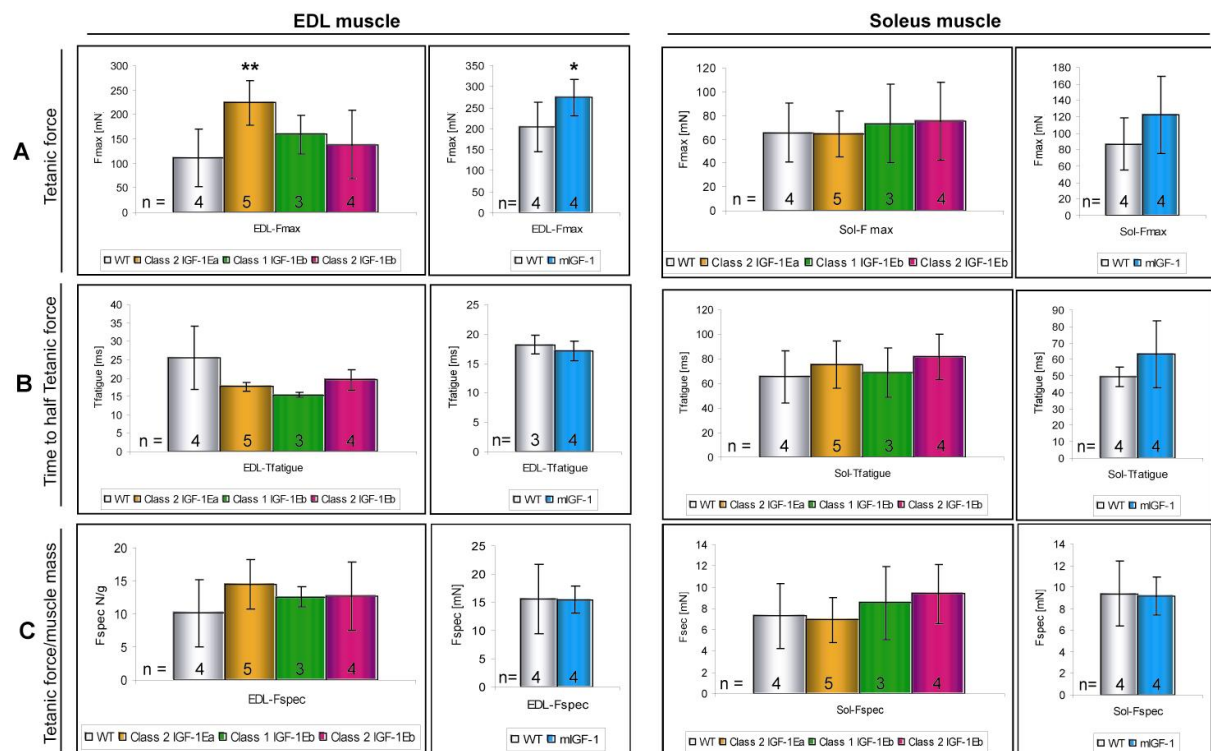 EDL muscle
Soleus muscle
A
Tetanic force
Fmax [mN
300
250
200
150
100
50
0
**
n = 4 5 3 4
EDL-Fmax
WT Class 2 IGF-1Ea Class 1 IGF-1Eb Class 2 IGF-1Eb
Fmax [mN]
350
300
250
200
150
100
50
0
*
n= 4 4
EDL-Fmax
WT mIGF-1
Fmax [mN]
120
100
80
60
40
20
0
n = 4 5 3 4
Sol-F max
WT Class 2 IGF-1Ea Class 1 IGF-1Eb Class 2 IGF-1Eb
Fmax [mN]
180
160
140
120
100
80
60
40
20
0
n= 4 4
Sol-Fmax
WT mIGF-1
B
Time to half Tetanic force
Tfatigue [ms]
40
35
30
25
20
15
10
5
0
n = 4 5 3 4
EDL-Tfatigue
WT Class 2 IGF-1Ea Class 1 IGF-1Eb Class 2 IGF-1Eb
Tfatigue [ms]
25
20
15
10
5
0
n= 3 4
EDL-Tfatigue
WT mIGF-1
Tfatigue [ms]
120
100
80
60
40
20
0
n = 4 5 3 4
Sol-Tfatigue
WT Class 2 IGF-1Ea Class 1 IGF-1Eb Class 2 IGF-1Eb
Tfatigue [ms]
90
80
70
60
50
40
30
20
10
0
n= 4 4
Sol-Tfatigue
WT mIGF-1
C
Tetanic force/muscle mass
Fspec N/g
20
15
10
5
0
n = 4 5 3 4
EDL-Fspec
WT Class 2 IGF-1Ea Class 1 IGF-1Eb Class 2 IGF-1Eb
Fspec [mN]
25
20
15
10
5
0
n= 4 4
EDL-Fspec
WT mIGF-1
Fsec [mN]
14
12
10
8
6
4
2
0
n = 4 5 3 4
Sol-Fspec
WT Class 2 IGF-1Ea Class 1 IGF-1Eb Class 2 IGF-1Eb
Fspec [mN]
14
12
10
8
6
4
2
0
n= 4 4
Sol-Fspec
WT mIGF-1